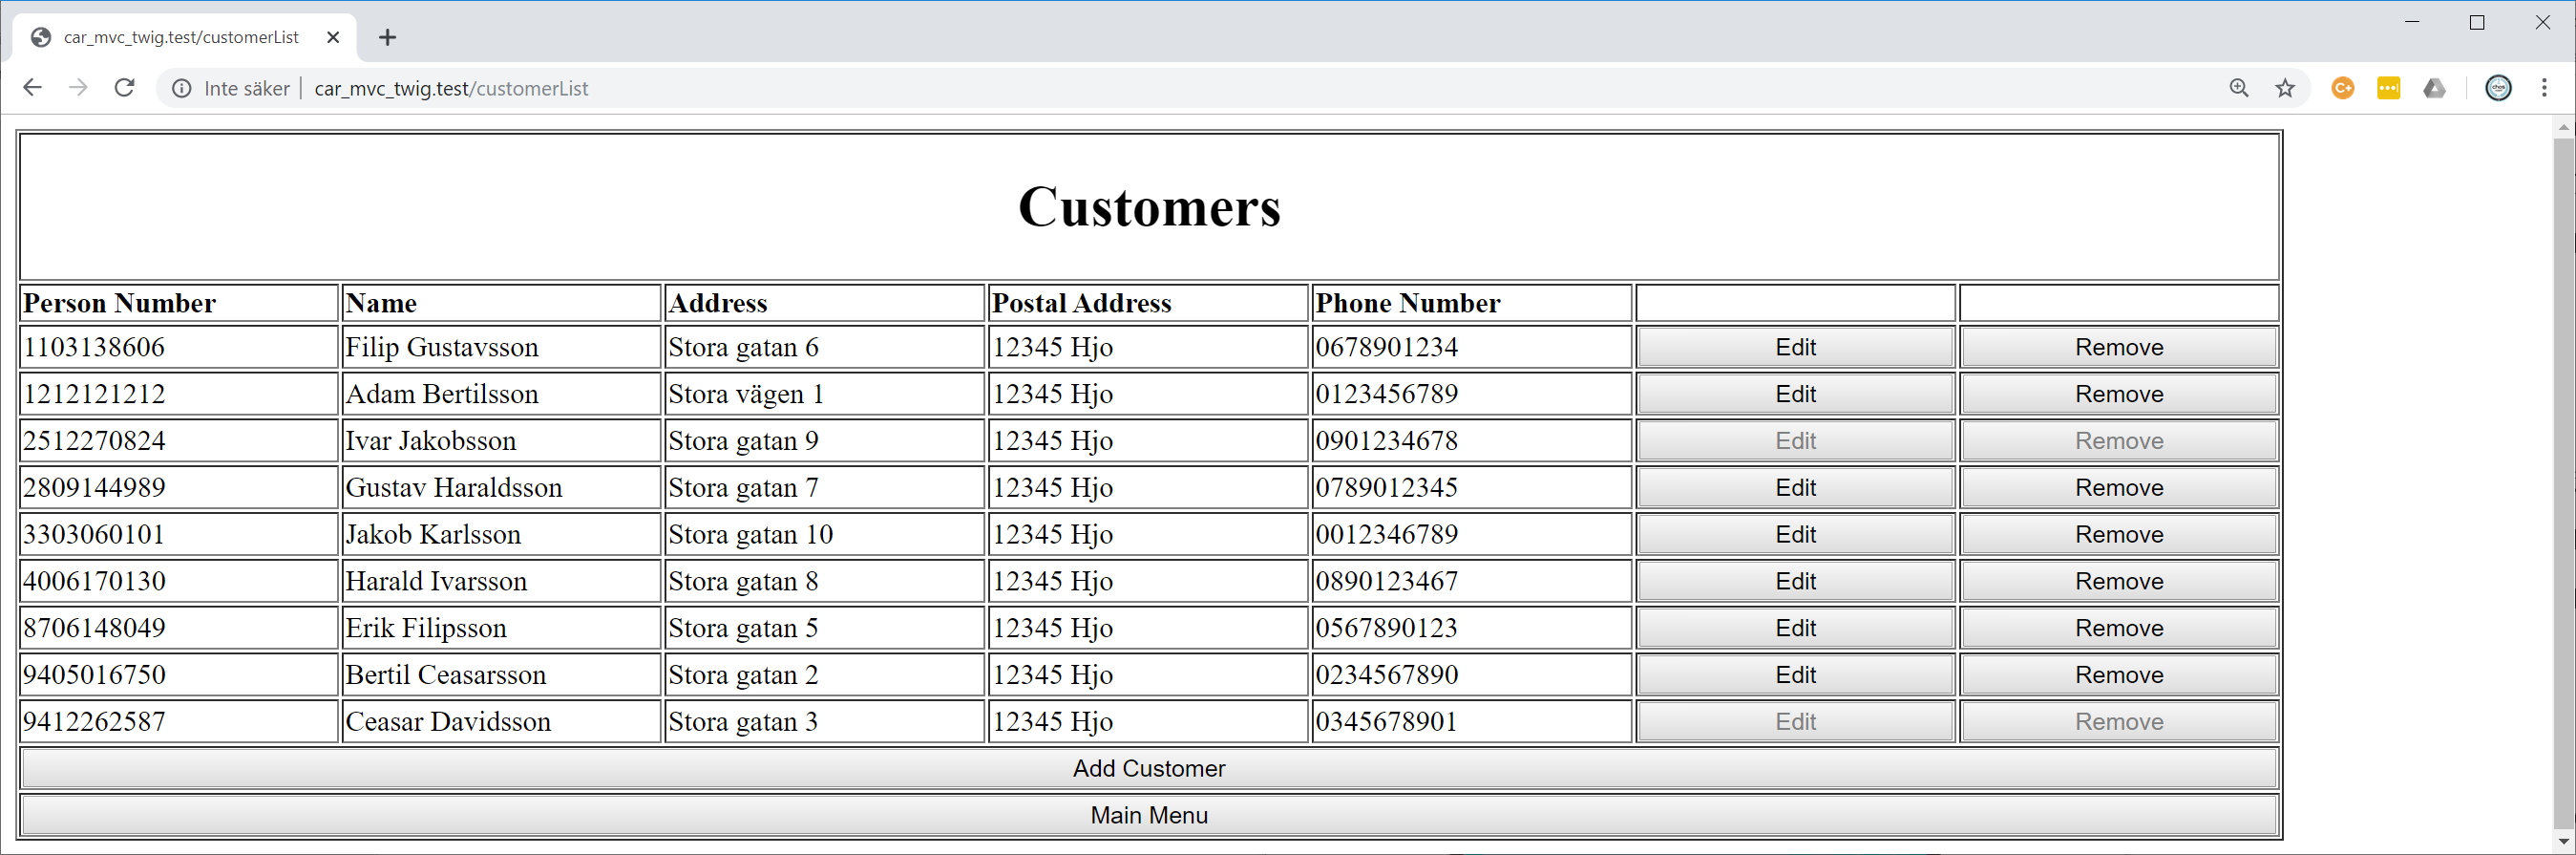 car_mvc_twig.test/customerList
Inte säker | car_mvc_twig.test/customerList
Customers
Person Number Name Address Postal Address Phone Number
1103138606 Filip Gustavsson Stora gatan 6 12345 Hjo 0678901234 Edit Remove
1212121212 Adam Bertilsson Stora vägen 1 12345 Hjo 0123456789 Edit Remove
2512270824 Ivar Jakobsson Stora gatan 9 12345 Hjo 0901234678 Edit Remove
2809144989 Gustav Haraldsson Stora gatan 7 12345 Hjo 0789012345 Edit Remove
3303060101 Jakob Karlsson Stora gatan 10 12345 Hjo 0012346789 Edit Remove
4006170130 Harald Ivarsson Stora gatan 8 12345 Hjo 0890123467 Edit Remove
8706148049 Erik Filipsson Stora gatan 5 12345 Hjo 0567890123 Edit Remove
9405016750 Bertil Ceasarsson Stora gatan 2 12345 Hjo 0234567890 Edit Remove
9412262587 Ceasar Davidsson Stora gatan 3 12345 Hjo 0345678901 Edit Remove
Add Customer
Main Menu